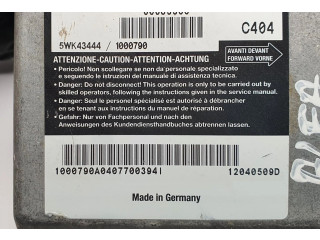 C404
5WK43444 / 1000790
ATTENZIONE-CAUTION-ATTENTION-ACHTUNG
AVANTI DEVANT
FORWARD VORNE
• Pericolo! Non scollegare se non da personale specializzato
e seguendo le istruzioni del manuale di assistenza tecnica.
• Danger: Do not disconnect! This operation is only to be carried out by
skilled operators, following the instructions given in the service manual.
• Danger: Seul le personel spécialisé est autorisé à débrancher
en se tenant aux instructions du manuel de réparation.
• Gefahr: Nur von Fachpersonal und nach den
Anweisungen des Kundendiensthandbuches abtrennen lassen.
1000790A0407700394I
12040509D
Made in Germany